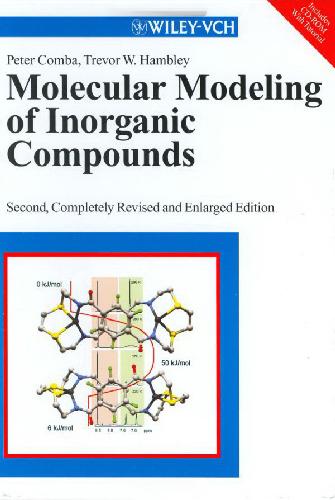 WILEY-VCH
Includes
CD-ROM
With Tutorial
Peter Comba, Trevor W. Hambley
Molecular Modeling
of Inorganic
Compounds
Second, Completely Revised and Enlarged Edition
0 kJ/mol
50 kJ/mol
6 kJ/mol
ppm